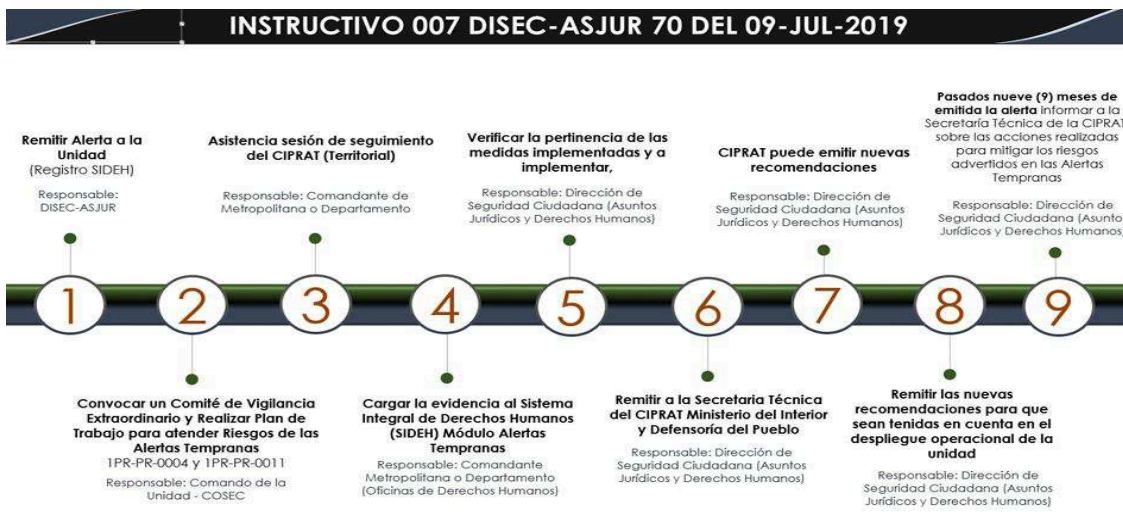 INSTRUCTIVO 007 DISEC-ASJUR 70 DEL 09-JUL-2019
Remitir Alerta a la
Unidad
(Registro SIDEH)
Responsable:
DISEC-ASJUR
1
Convocar un Comité de Vigilancia
Extraordinario y Realizar Plan de
Trabajo para atender Riesgos de las
Alertas Tempranas
1PR-PR-0004 y 1PR-PR-0011
Responsable: Comando de la
Unidad - COSEC
2
Asistencia sesión de seguimiento
del CIPRAT (Territorial)
Responsable: Comandante de
Metropolitana o Departamento
3
Cargar la evidencia al Sistema
Integral de Derechos Humanos
(SIDEH) Módulo Alertas
Tempranas
Responsable: Comandante
Metropolitana o Departamento
(Oficinas de Derechos Humanos)
4
Verificar la pertinencia de las
medidas implementadas y a
implementar,
Responsable: Dirección de
Seguridad Ciudadana (Asuntos
Jurídicos y Derechos Humanos)
5
Remitir a la Secretaria Técnica
del CIPRAT Ministerio del Interior
y Defensoría del Pueblo
Responsable: Dirección de
Seguridad Ciudadana (Asuntos
Jurídicos y Derechos Humanos)
6
CIPRAT puede emitir nuevas
recomendaciones
Responsable: Dirección de
Seguridad Ciudadana (Asuntos
Jurídicos y Derechos Humanos)
7
Remitir las nuevas
recomendaciones para que
sean tenidas en cuenta en el
despliegue operacional de la
unidad
Responsable: Dirección de
Seguridad Ciudadana (Asuntos
Jurídicos y Derechos Humanos)
8
Pasados nueve (9) meses de
emitida la alerta informar a la
Secretaría Técnica de la CIPRAT
sobre las acciones realizadas
para mitigar los riesgos
advertidos en las Alertas
Tempranas
Responsable: Dirección de
Seguridad Ciudadana (Asunto
Jurídicos y Derechos Humanos
9